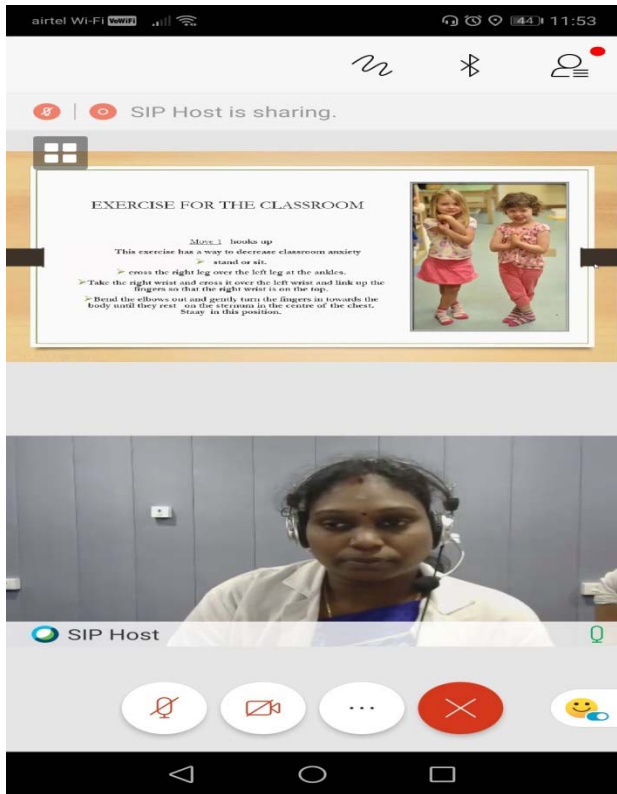 airtel Wi-Fi VoWiFi 44 11:53
SIP Host is sharing.
EXERCISE FOR THE CLASSROOM
Move 1 hooks up
This exercise has a way to decrease classroom anxiety
➢ stand or sit.
➢ cross the right leg over the left leg at the ankles.
➢Take the right wrist and cross it over the left wrist and link up the
fingers so that the right wrist is on the top.
➢Bend the elbows out and gently turn the fingers in towards the
body until they rest on the sternum in the centre of the chest.
Staay in this position.
SIP Host